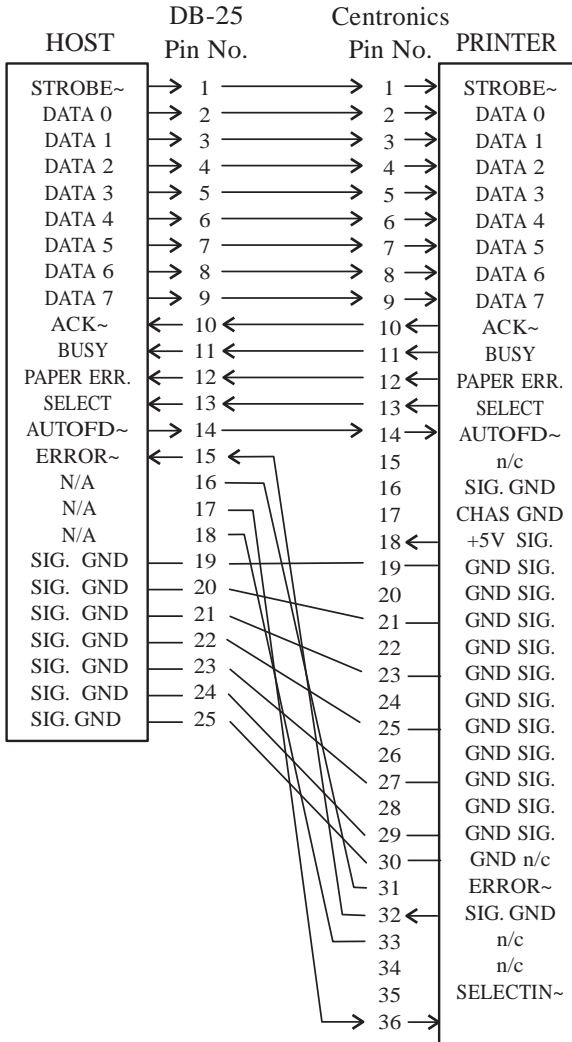 DB-25 Centronics
HOST Pin No. Pin No. PRINTER
STROBE~ 1 1 STROBE~
DATA 0 2 2 DATA 0
DATA 1 3 3 DATA 1
DATA 2 4 4 DATA 2
DATA 3 5 5 DATA 3
DATA 4 6 6 DATA 4
DATA 5 7 7 DATA 5
DATA 6 8 8 DATA 6
DATA 7 9 9 DATA 7
ACK~ 10 10 ACK~
BUSY 11 11 BUSY
PAPER ERR. 12 12 PAPER ERR.
SELECT 13 13 SELECT
AUTOFD~ 14 14 AUTOFD~
ERROR~ 15 15 n/c
N/A 16 16 SIG. GND
N/A 17 17 CHAS GND
N/A 18 18 +5V SIG.
SIG. GND 19 19 GND SIG.
SIG. GND 20 20 GND SIG.
SIG. GND 21 21 GND SIG.
SIG. GND 22 22 GND SIG.
SIG. GND 23 23 GND SIG.
SIG. GND 24 24 GND SIG.
SIG. GND 25 25 GND SIG.
26 GND SIG.
27 GND SIG.
28 GND SIG.
29 GND SIG.
30 GND n/c
31 ERROR~
32 SIG. GND
33 n/c
34 n/c
35 SELECTIN~
36